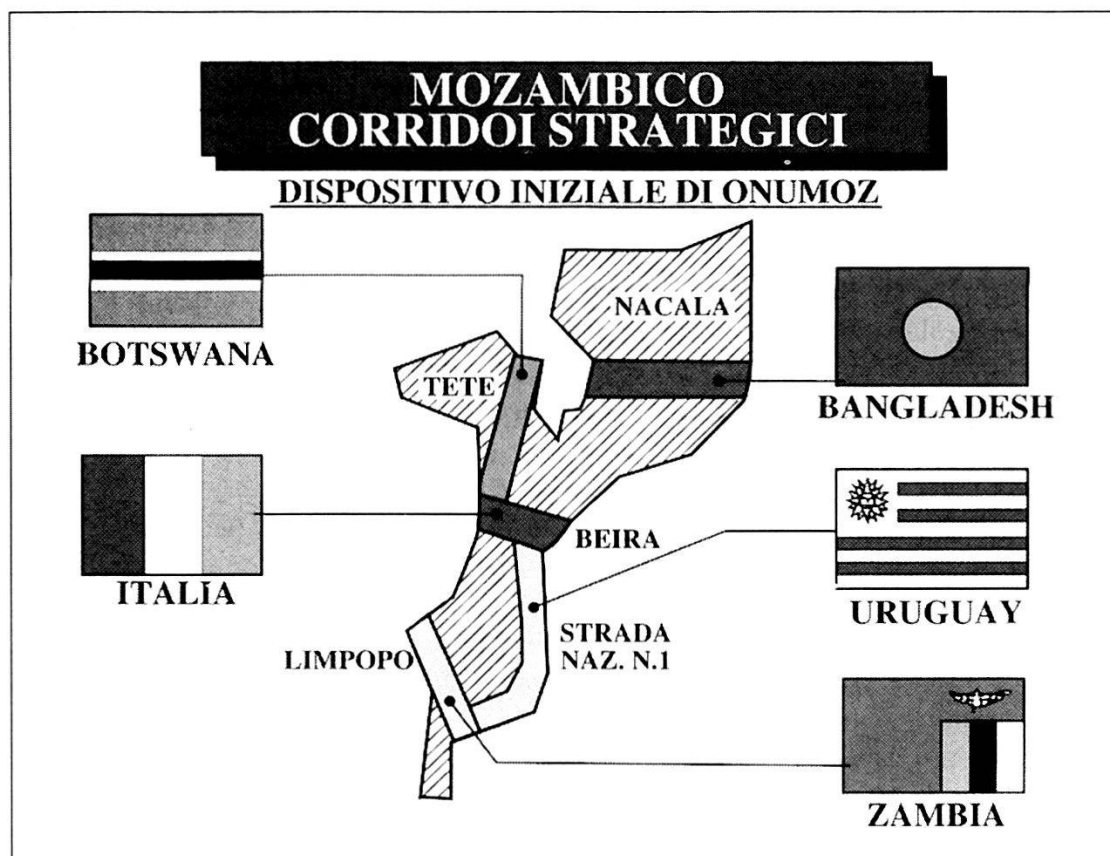 MOZAMBICO
CORRIDOI STRATEGICI
DISPOSITIVO INIZIALE DI ONUMOZ
BOTSWANA
NACALA
TETE
BANGLADESH
ITALIA
BEIRA
URUGUAY
LIMPOPO
STRADA
NAZ. N.1
ZAMBIA